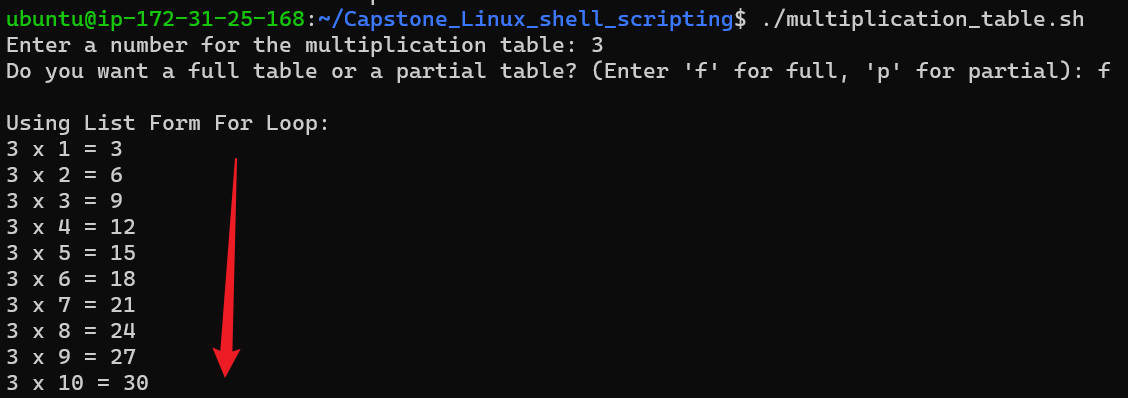 ubuntu@ip-172-31-25-168:~/Capstone_Linux_shell_scripting$ ./multiplication_table.sh
Enter a number for the multiplication table: 3
Do you want a full table or a partial table? (Enter 'f' for full, 'p' for partial): f
Using List Form For Loop:
3 x 1 = 3
3 x 2 = 6
3 x 3 = 9
3 x 4 = 12
3 x 5 = 15
3 x 6 = 18
3 x 7 = 21
3 x 8 = 24
3 x 9 = 27
3 x 10 = 30